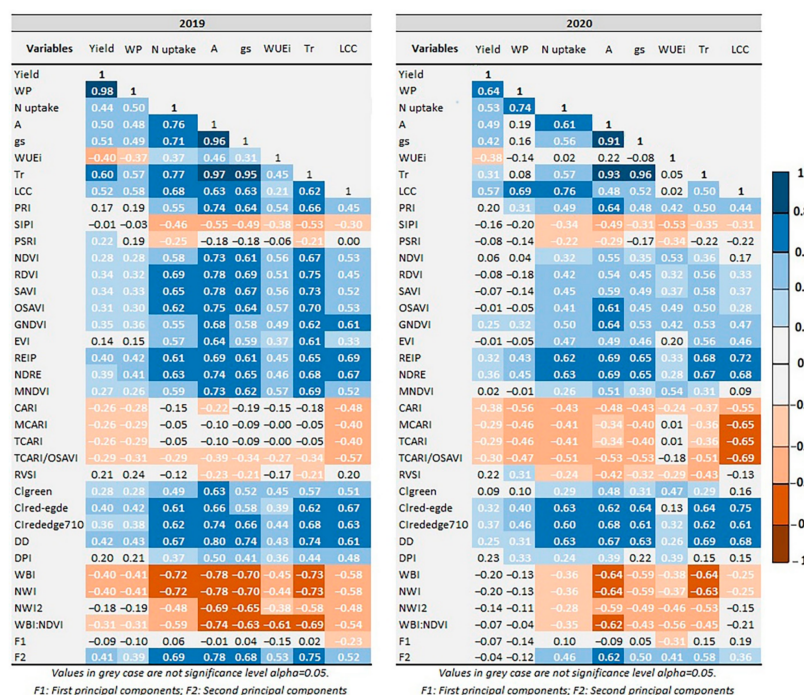 2019
Variables Yield WP N uptake A gs WUEi Tr LCC
Yield 1
WP 0.98 1
N uptake 0.44 0.50 1
A 0.50 0.48 0.76 1
gs 0.51 0.49 0.71 0.96 1
WUEi −0.40 −0.37 0.37 0.46 0.31 1
Tr 0.60 0.57 0.77 0.97 0.95 0.45 1
LCC 0.52 0.58 0.68 0.63 0.63 0.21 0.62 1
PRI 0.17 0.19 0.55 0.74 0.64 0.54 0.66 0.45
SIPI −0.01 −0.03 −0.46 −0.55 −0.49 −0.38 −0.53 −0.30
PSRI 0.22 0.19 −0.25 −0.18 −0.18 −0.06 −0.21 0.00
NDVI 0.28 0.28 0.58 0.73 0.61 0.56 0.67 0.53
RDVI 0.34 0.32 0.69 0.78 0.69 0.51 0.75 0.45
SAVI 0.34 0.33 0.65 0.78 0.67 0.56 0.73 0.52
OSAVI 0.31 0.30 0.62 0.75 0.64 0.57 0.70 0.53
GNDVI 0.35 0.36 0.55 0.68 0.58 0.49 0.62 0.61
EVI 0.14 0.15 0.57 0.64 0.59 0.37 0.61 0.33
REIP 0.40 0.42 0.61 0.69 0.61 0.45 0.65 0.69
NDRE 0.39 0.41 0.63 0.74 0.65 0.46 0.68 0.67
MNDVI 0.27 0.26 0.59 0.73 0.62 0.57 0.69 0.52
CARI −0.26 −0.28 −0.15 −0.22 −0.19 −0.15 −0.18 −0.48
MCARI −0.26 −0.29 −0.05 −0.10 −0.09 −0.00 −0.05 −0.40
TCARI −0.26 −0.29 −0.05 −0.10 −0.09 −0.00 −0.05 −0.40
TCARI/OSAVI −0.29 −0.31 −0.29 −0.39 −0.34 −0.27 −0.34 −0.57
RVSI 0.21 0.24 −0.12 −0.23 −0.21 −0.17 −0.21 0.20
CIgreen 0.28 0.28 0.49 0.63 0.52 0.45 0.57 0.51
CIred-egde 0.40 0.42 0.61 0.66 0.58 0.39 0.62 0.67
CIrededege710 0.36 0.38 0.62 0.74 0.66 0.44 0.68 0.63
DD 0.42 0.43 0.67 0.80 0.74 0.43 0.74 0.61
DPI 0.20 0.21 0.37 0.50 0.41 0.36 0.44 0.48
WBI −0.40 −0.41 −0.72 −0.78 −0.70 −0.45 −0.73 −0.58
NWI −0.40 −0.41 −0.72 −0.78 −0.70 −0.44 −0.73 −0.58
NWI2 −0.18 −0.19 −0.48 −0.69 −0.65 −0.38 −0.58 −0.48
WBI:NDVI −0.31 −0.31 −0.59 −0.74 −0.63 −0.61 −0.69 −0.54
F1 −0.09 −0.10 0.06 −0.01 0.04 −0.15 0.02 −0.23
F2 0.41 0.39 0.69 0.78 0.68 0.53 0.75 0.52
Values in grey case are not significance level alpha=0.05.
F1: First principal components; F2: Second principal components
2020
Variables Yield WP N uptake A gs WUEi Tr LCC
Yield 1
WP 0.64 1
N uptake 0.53 0.74 1
A 0.49 0.19 0.61 1
gs 0.42 0.16 0.56 0.91 1
WUEi −0.38 −0.14 0.02 0.22 −0.08 1
Tr 0.31 0.08 0.57 0.93 0.96 0.05 1
LCC 0.57 0.69 0.76 0.48 0.52 0.02 0.50 1
PRI 0.20 0.31 0.49 0.64 0.48 0.42 0.50 0.44
SIPI −0.16 −0.20 −0.34 −0.49 −0.31 −0.53 −0.35 −0.31
PSRI −0.08 −0.14 −0.22 −0.29 −0.17 −0.34 −0.22 −0.22
NDVI 0.06 0.04 0.32 0.55 0.35 0.53 0.36 0.17
RDVI −0.08 −0.18 0.42 0.54 0.45 0.32 0.56 0.33
SAVI −0.07 −0.14 0.45 0.59 0.49 0.37 0.58 0.37
OSAVI −0.01 −0.05 0.41 0.61 0.45 0.49 0.50 0.28
GNDVI 0.25 0.32 0.50 0.64 0.53 0.42 0.53 0.47
EVI −0.01 −0.05 0.47 0.49 0.46 0.20 0.56 0.46
REIP 0.32 0.43 0.62 0.69 0.65 0.33 0.68 0.72
NDRE 0.36 0.45 0.63 0.69 0.65 0.28 0.67 0.68
MNDVI 0.02 −0.01 0.26 0.51 0.30 0.54 0.31 0.09
CARI −0.38 −0.56 −0.43 −0.48 −0.43 −0.24 −0.37 −0.55
MCARI −0.29 −0.46 −0.41 −0.34 −0.40 0.01 −0.36 −0.65
TCARI −0.29 −0.46 −0.41 −0.34 −0.40 0.01 −0.36 −0.65
TCARI/OSAVI −0.30 −0.47 −0.51 −0.53 −0.53 −0.18 −0.51 −0.69
RVSI 0.22 0.31 −0.24 −0.42 −0.32 −0.29 −0.43 −0.13
CIgreen 0.09 0.10 0.29 0.48 0.31 0.47 0.29 0.16
CIred-egde 0.32 0.40 0.63 0.62 0.64 0.13 0.64 0.75
CIrededege710 0.37 0.46 0.60 0.68 0.61 0.32 0.62 0.61
DD 0.25 0.33 0.63 0.67 0.63 0.26 0.69 0.68
DPI 0.23 0.33 0.24 0.39 0.22 0.39 0.15 0.15
WBI −0.20 −0.13 −0.36 −0.64 −0.59 −0.38 −0.64 −0.25
NWI −0.20 −0.13 −0.36 −0.64 −0.59 −0.37 −0.63 −0.25
NWI2 −0.14 −0.11 −0.28 −0.59 −0.49 −0.46 −0.53 −0.15
WBI:NDVI −0.07 −0.04 −0.35 −0.62 −0.43 −0.56 −0.45 −0.21
F1 −0.07 −0.14 0.10 −0.09 0.05 −0.31 0.15 0.19
F2 −0.04 −0.12 0.46 0.62 0.50 0.41 0.58 0.36
Values in grey case are not significance level alpha=0.05.
F1: First principal components; F2: Second principal components
1
−1